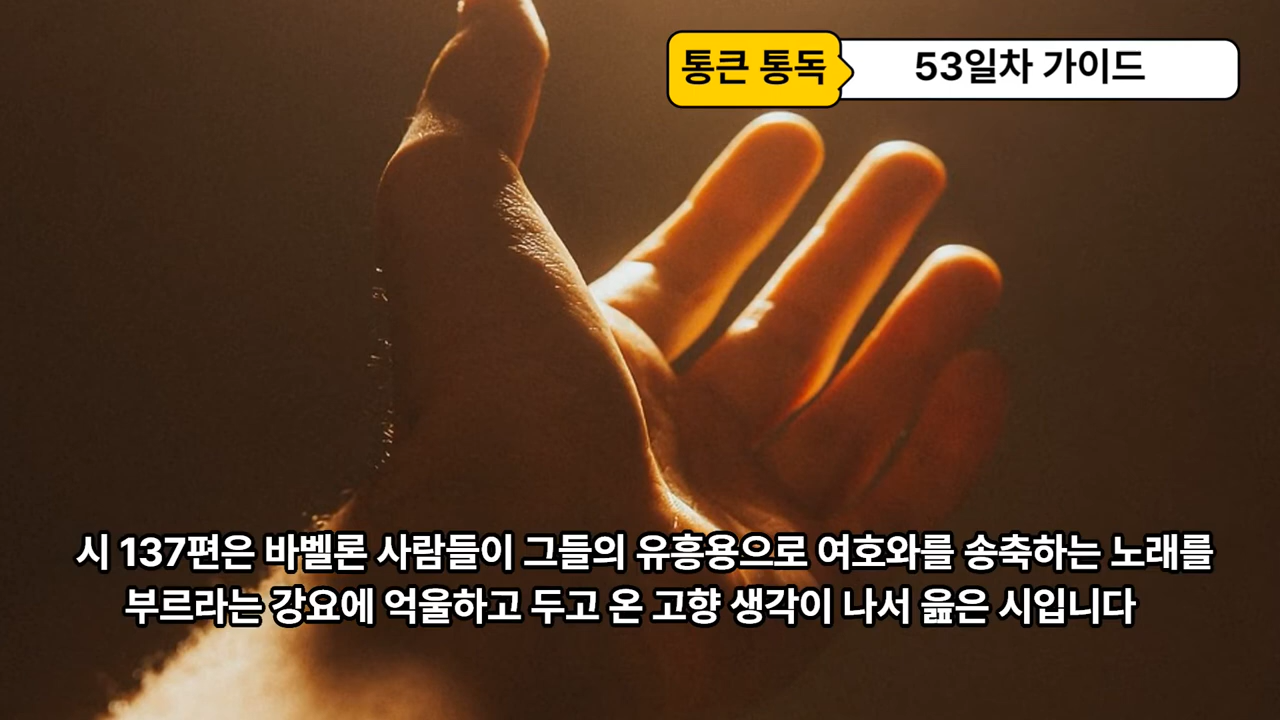 통큰 통독
53일차 가이드
시 137편은 바벨론 사람들이 그들의 유흥용으로 여호와를 송축하는 노래를
부르라는 강요에 억울하고 두고 온 고향 생각이 나서 읊은 시입니다